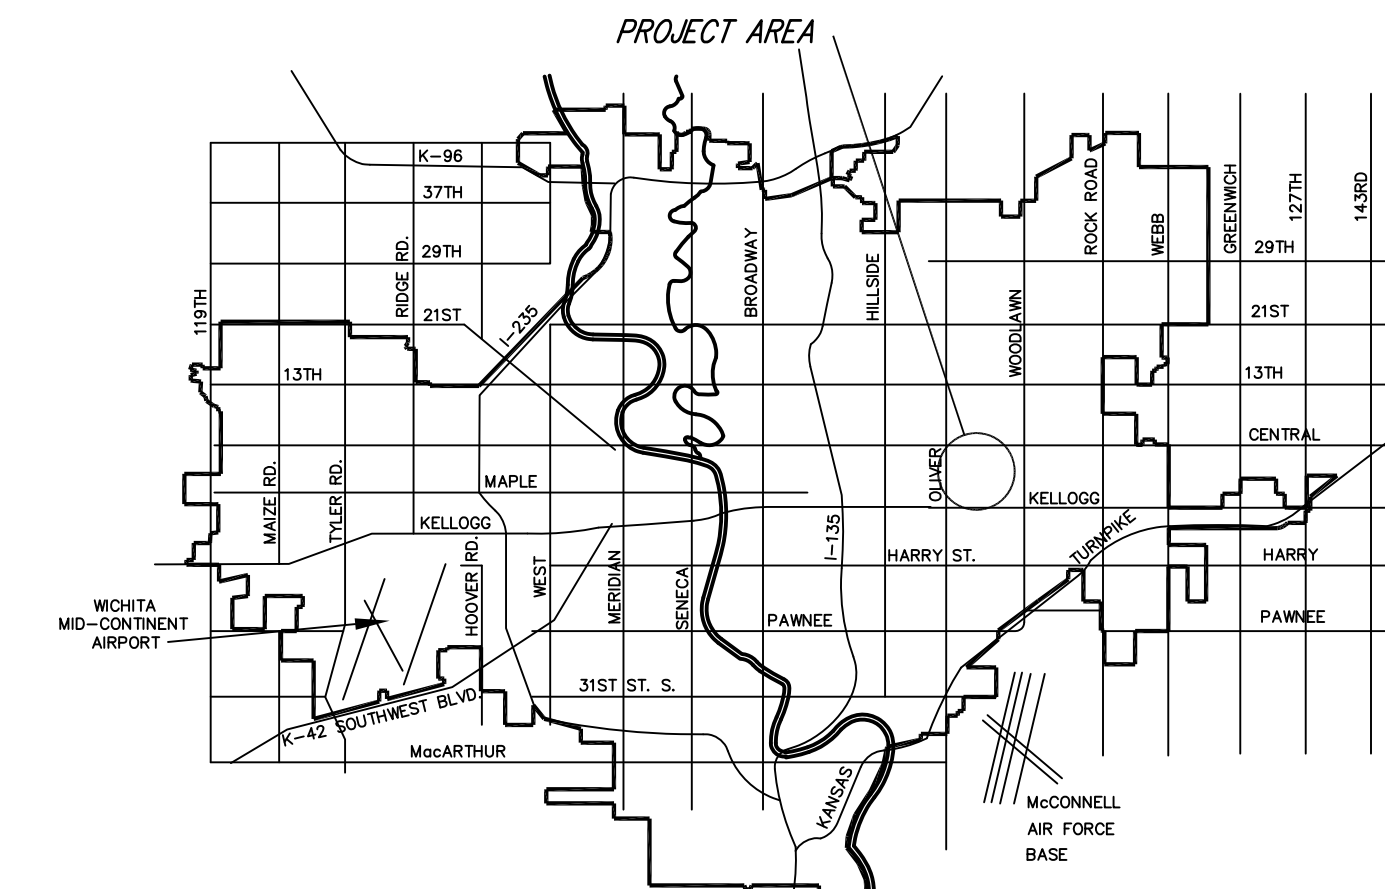 PROJECT AREA
K-96
37TH
29TH
21ST
13TH
119TH
RIDGE RD.
I-235
BROADWAY
HILLSIDE
WOODLAWN
ROCK ROAD
WEBB
GREENWICH
127TH
143RD
29TH
21ST
13TH
CENTRAL
MAIZE RD.
TYLER RD.
MAPLE
KELLOGG
OLIVER
KELLOGG
HOOVER RD.
WEST
MERIDIAN
SENECA
I-135
HARRY ST.
TURNPIKE
HARRY
WICHITA
MID-CONTINENT
AIRPORT
PAWNEE
PAWNEE
31ST ST. S.
K-42 SOUTHWEST BLVD.
MacARTHUR
KANSAS
McCONNELL
AIR FORCE
BASE